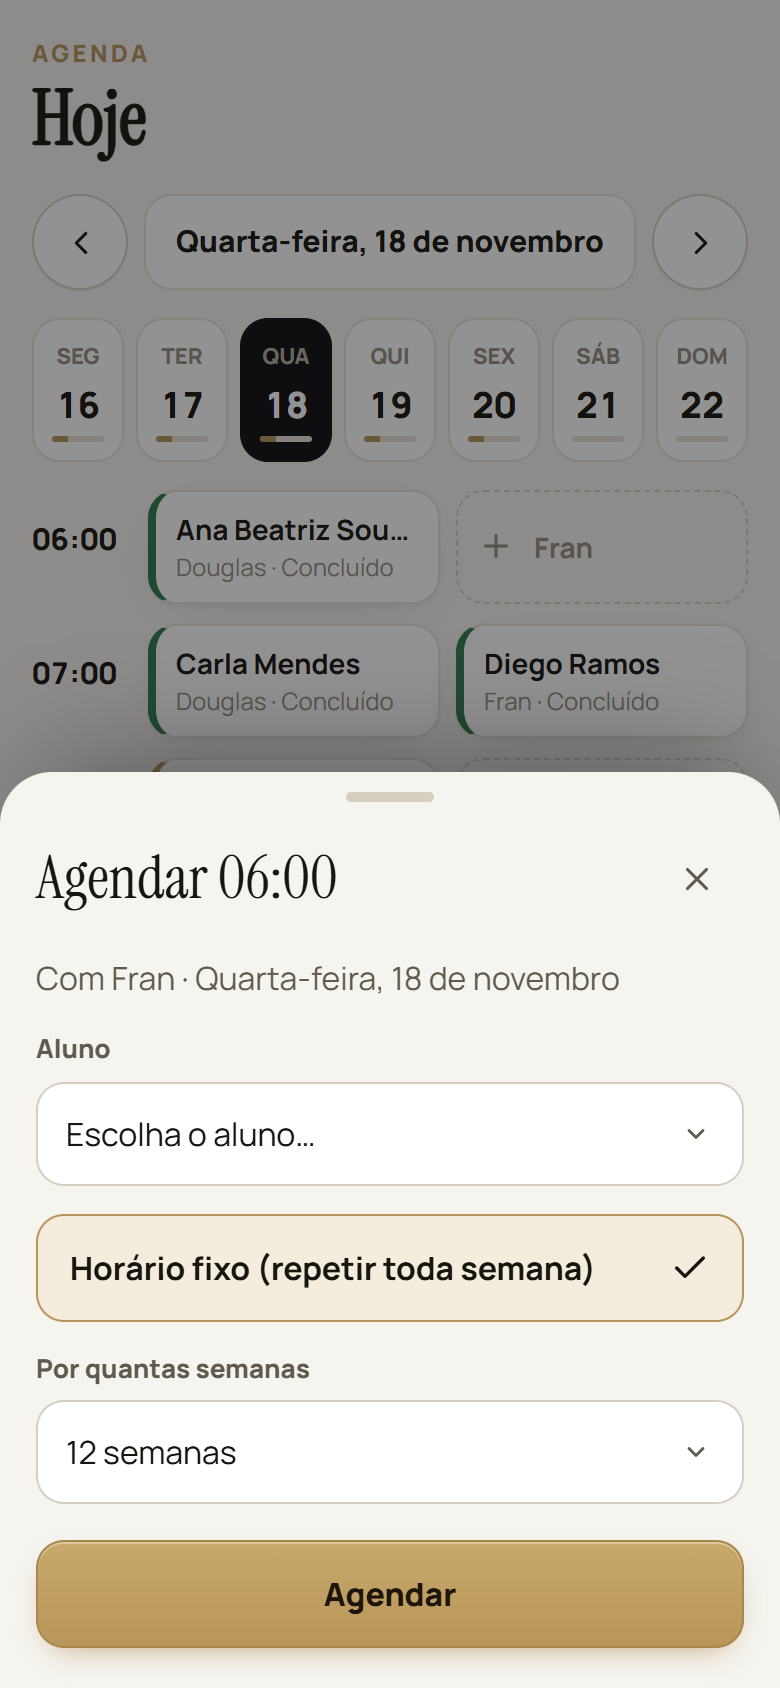 AGENDA
Hoje
Quarta-feira, 18 de novembro
SEG TER QUA QUI SEX SÁB DOM
16 17 18 19 20 21 22
06:00
Ana Beatriz Sou...
Douglas · Concluído
+ Fran
07:00
Carla Mendes
Douglas · Concluído
Diego Ramos
Fran · Concluído
Agendar 06:00
Com Fran · Quarta-feira, 18 de novembro
Aluno
Escolha o aluno...
Horário fixo (repetir toda semana)
Por quantas semanas
12 semanas
Agendar